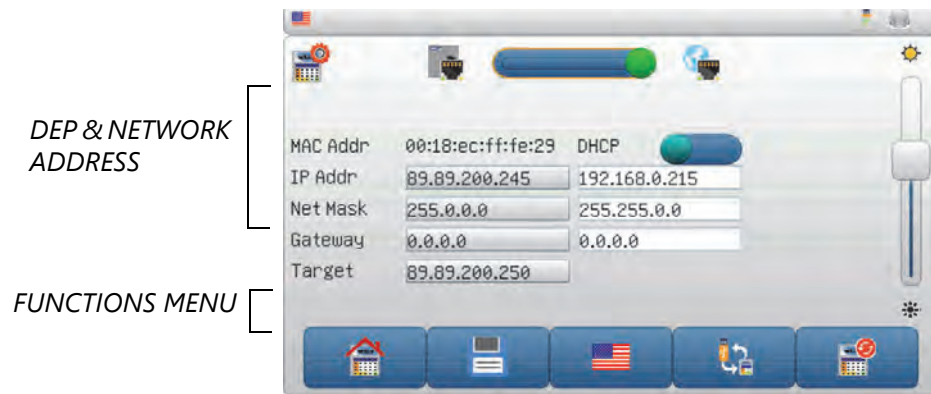 DEP & NETWORK
ADDRESS
MAC Addr 00:18:ec:ff:fe:29 DHCP
IP Addr 89.89.200.245 192.168.0.215
Net Mask 255.0.0.0 255.255.0.0
Gateway 0.0.0.0 0.0.0.0
Target 89.89.200.250
FUNCTIONS MENU